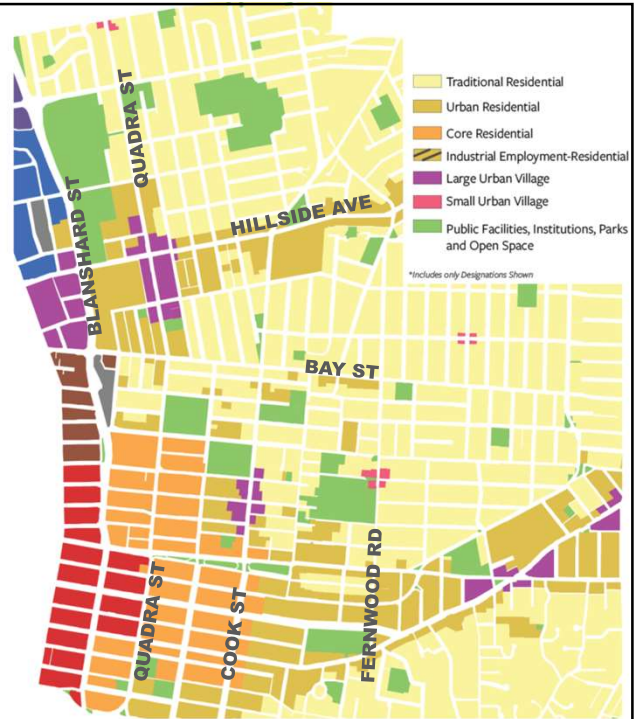 QUADRA ST
Traditional Residential
Urban Residential
Core Residential
Industrial Employment-Residential
Large Urban Village
Small Urban Village
Public Facilities, Institutions, Parks
and Open Space
*Includes only Designations Shown
HILLSIDE AVE
BLANSHARD ST
BAY ST
QUADRA ST
COOK ST
FERNWOOD RD